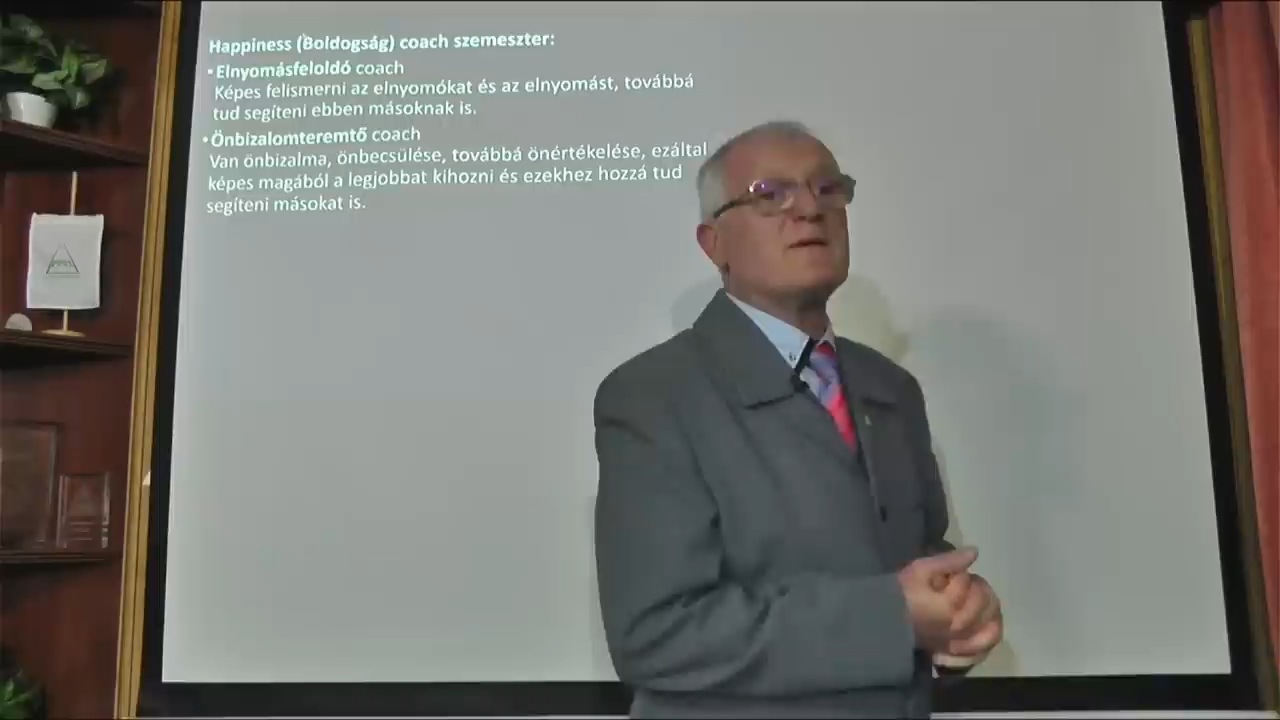 Happiness (Boldogság) coach szemeszter:
• Elnyomásfeloldó coach
Képes felismerni az elnyomókat és az elnyomást, továbbá
tud segíteni ebben másoknak is.
• Önbizalomteremtő coach
Van önbizalma, önbecsülése, továbbá önértékelése, ezáltal
képes magából a legjobbat kihozni és ezekhez hozzá tud
segíteni másokat is.